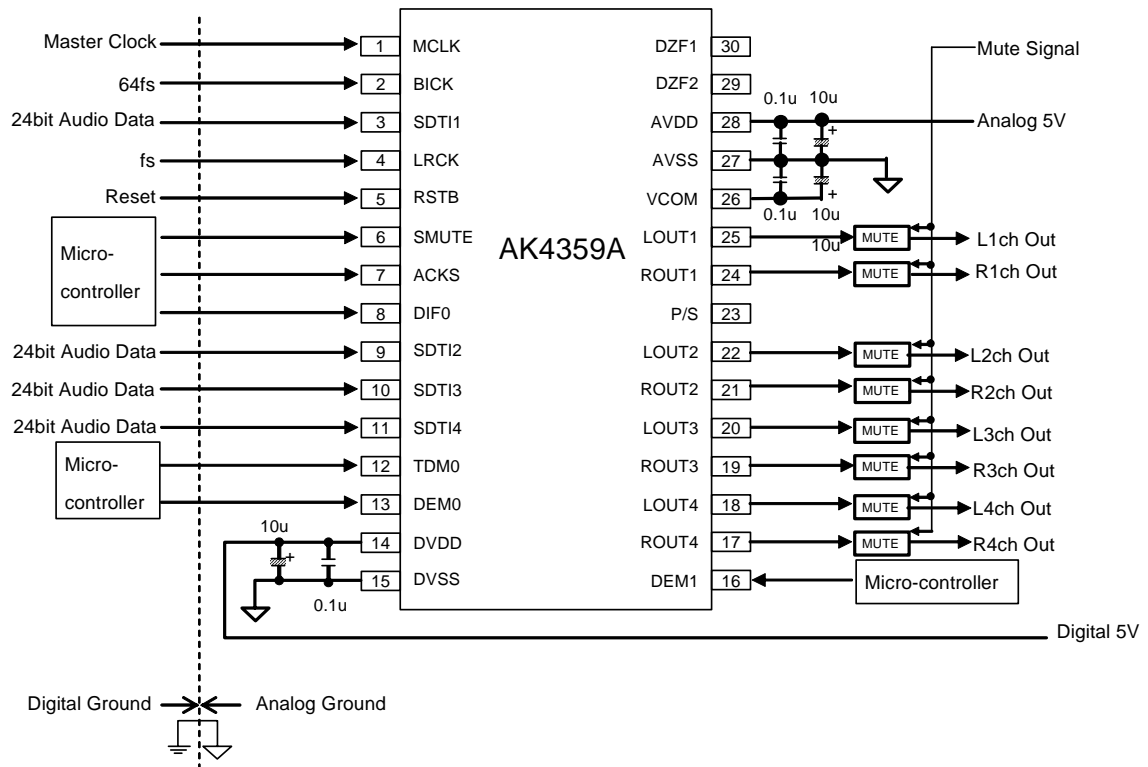 Master Clock
64fs
24bit Audio Data
fs
Reset
Micro-
controller
24bit Audio Data
24bit Audio Data
24bit Audio Data
Micro-
controller
1 MCLK
2 BICK
3 SDTI1
4 LRCK
5 RSTB
6 SMUTE
7 ACKS
8 DIF0
9 SDTI2
10 SDTI3
11 SDTI4
12 TDM0
13 DEM0
14 DVDD
15 DVSS
10u
+
0.1u
AK4359A
DZF1 30
DZF2 29
AVDD 28
AVSS 27
VCOM 26
LOUT1 25
ROUT1 24
P/S 23
LOUT2 22
ROUT2 21
LOUT3 20
ROUT3 19
LOUT4 18
ROUT4 17
DEM1 16
0.1u 10u
+
+
0.1u 10u
10u
Mute Signal
Analog 5V
MUTE L1ch Out
MUTE R1ch Out
MUTE L2ch Out
MUTE R2ch Out
MUTE L3ch Out
MUTE R3ch Out
MUTE L4ch Out
MUTE R4ch Out
Micro-controller
Digital 5V
Digital Ground Analog Ground